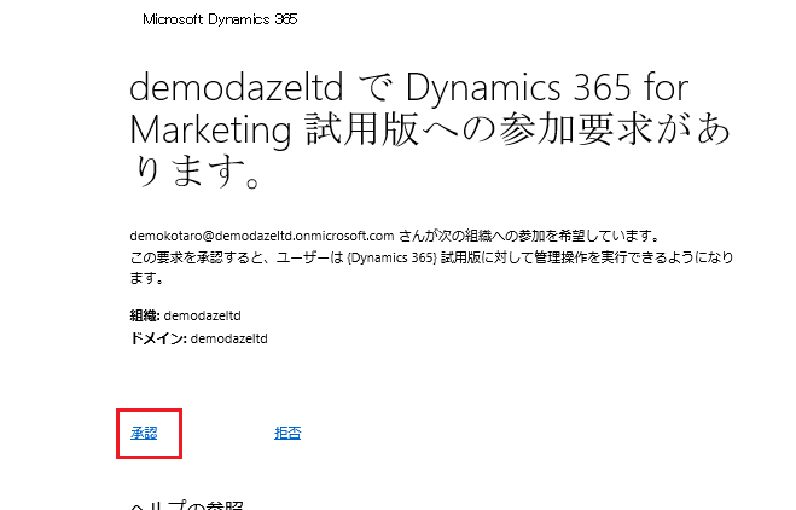 Microsoft Dynamics 365
demodazeltd で Dynamics 365 for
Marketing 試用版への参加要求があ
ります。
demokotaro@demodazeltd.onmicrosoft.com さんが次の組織への参加を希望しています。
この要求を承認すると、ユーザーは {Dynamics 365} 試用版に対して管理操作を実行できるようになり
ます。
組織: demodazeltd
ドメイン: demodazeltd
承認 拒否
ヘルプの参照